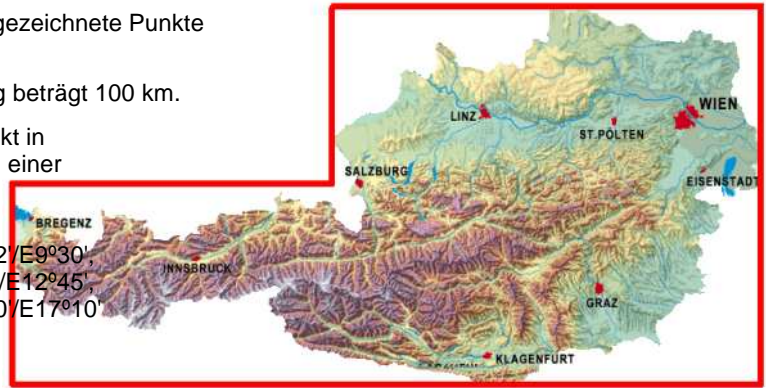 gezeichnete Punkte
g beträgt 100 km.
kt in
einer
WIEN
LINZ
ST.PÖLTEN
SALZBURG
EISENSTADT
BREGENZ
2'/E9º30',
INNSBRUCK
/E12º45',
0'/E17º10'
GRAZ
KLAGENFURT